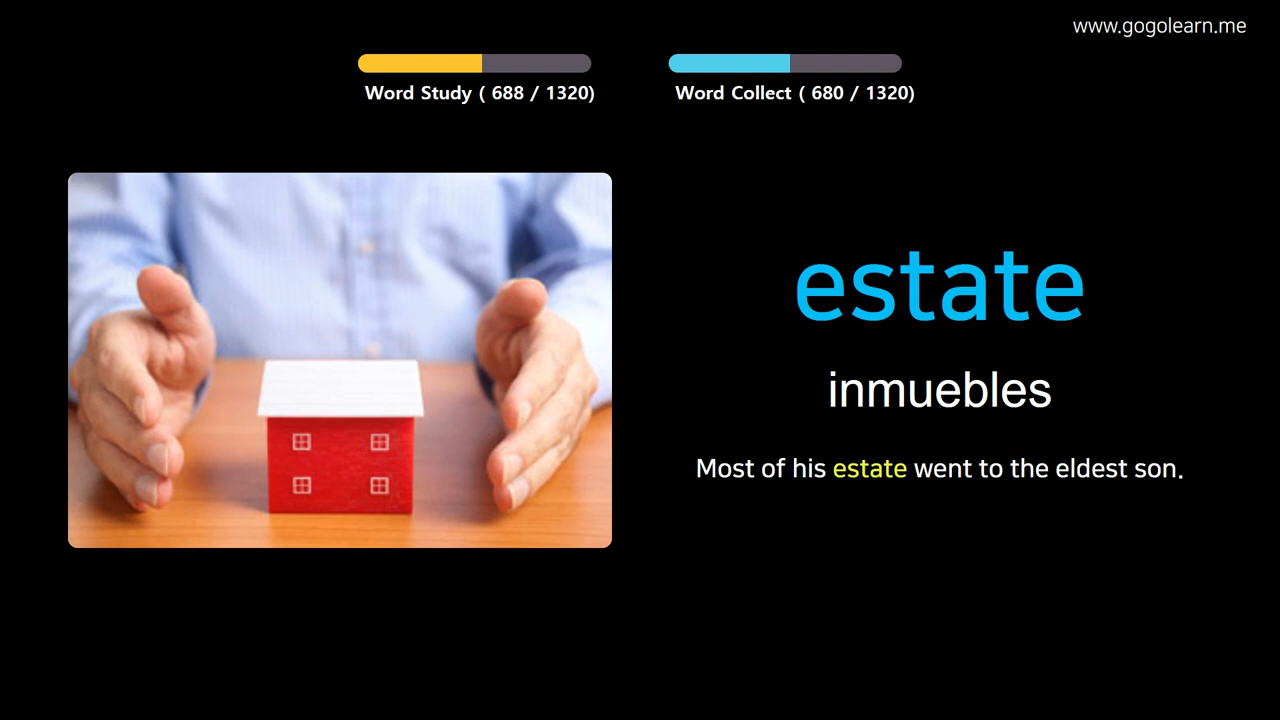 www.gogolearn.me
Word Study ( 688 / 1320)
Word Collect ( 680 / 1320)
estate
inmuebles
Most of his estate went to the eldest son.